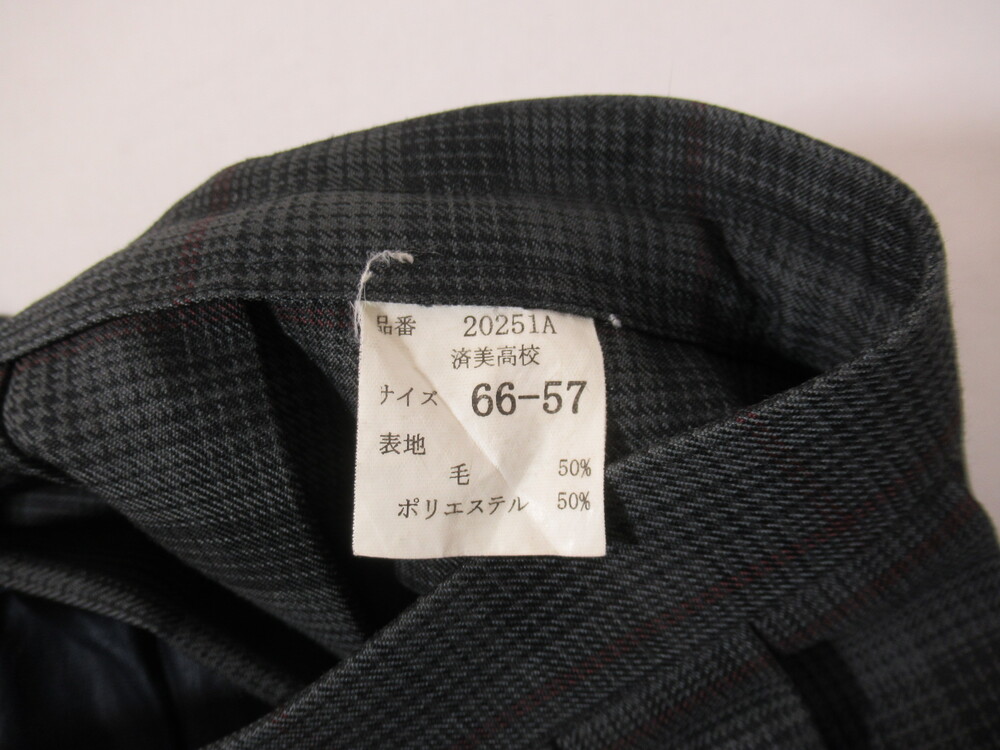 品番 20251A
済美高校
サイズ 66-57
表地
毛 50%
ポリエステル 50%